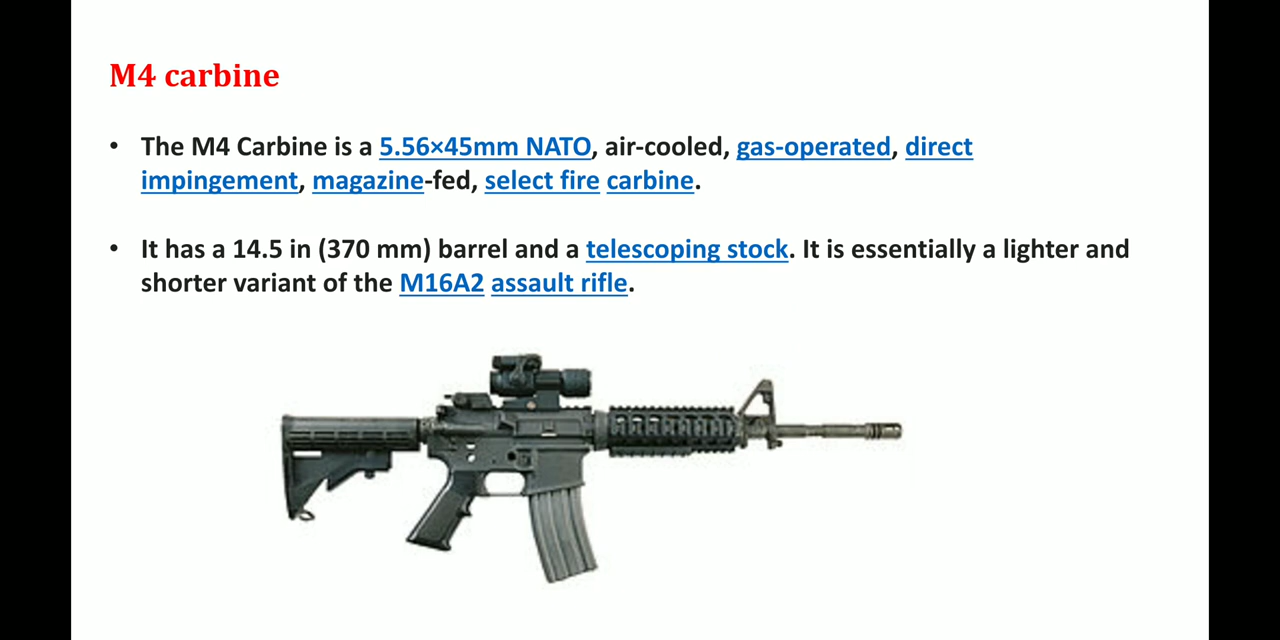 M4 carbine
• The M4 Carbine is a 5.56×45mm NATO, air-cooled, gas-operated, direct
impingement, magazine-fed, select fire carbine.
• It has a 14.5 in (370 mm) barrel and a telescoping stock. It is essentially a lighter and
shorter variant of the M16A2 assault rifle.